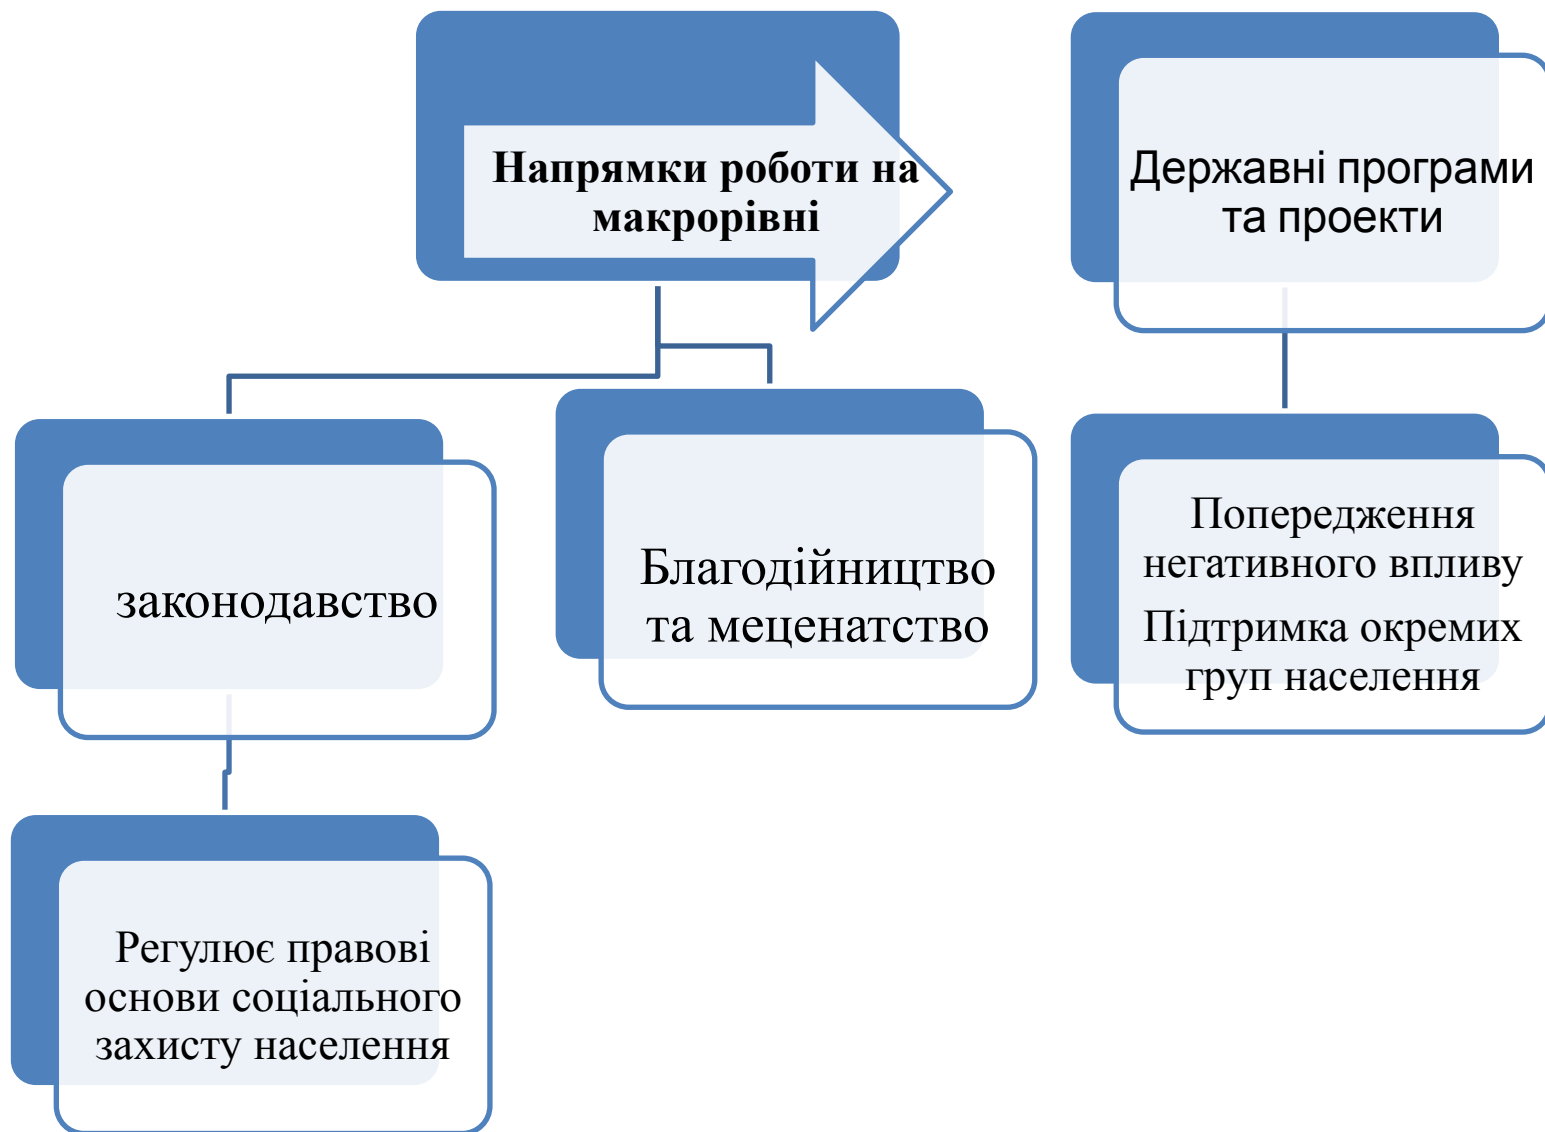 Напрямки роботи на
макрорівні
Державні програми
та проекти
законодавство
Благодійництво
та меценатство
Попередження
негативного впливу
Підтримка окремих
груп населення
Регулює правові
основи соціального
захисту населення